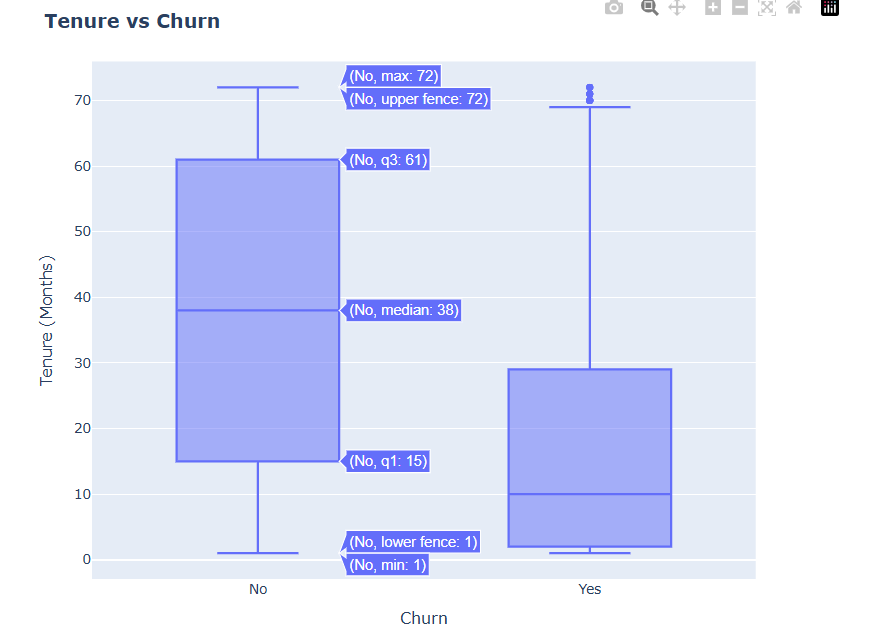 Tenure vs Churn
(No, max: 72)
(No, upper fence: 72)
70
(No, q3: 61)
60
50
40
(No, median: 38)
30
20
(No, q1: 15)
10
(No, lower fence: 1)
0
(No, min: 1)
Tenure (Months)
No
Yes
Churn